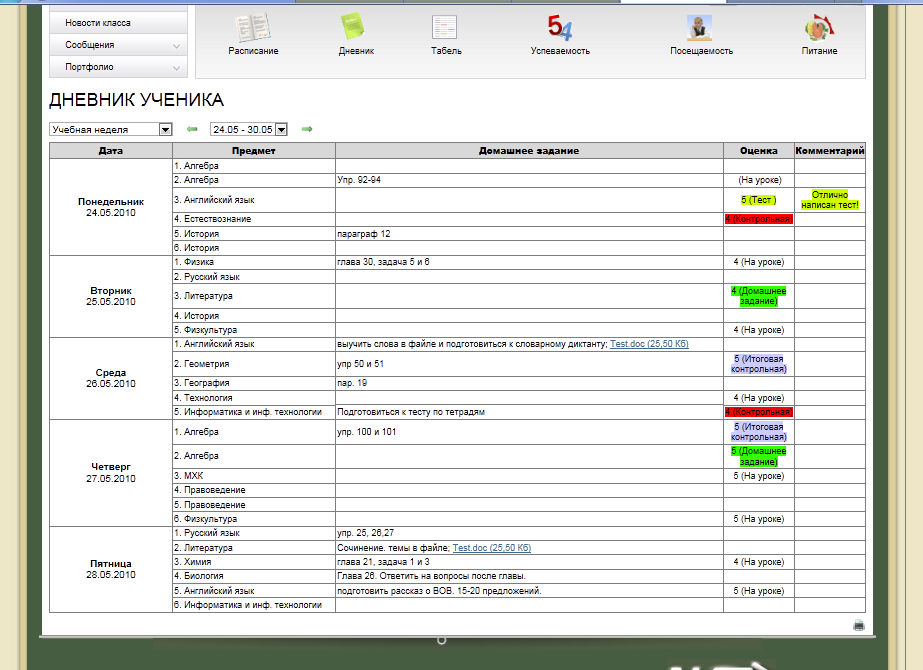 Новости класса
Сообщения
Портфолио
Расписание
Дневник
Табель
5 4
Успеваемость
Посещаемость
Питание
ДНЕВНИК УЧЕНИКА
Учебная неделя 24.05 - 30.05
Дата Предмет Домашнее задание Оценка Комментарий
Понедельник
24.05.2010
1. Алгебра
2. Алгебра Упр. 92-94 (На уроке)
3. Английский язык 5 (Тест ) Отлично
написан тест!
4. Естествознание 4 (Контрольная)
5. История параграф 12
6. История
Вторник
25.05.2010
1. Физика глава 30, задача 5 и 6 4 (На уроке)
2. Русский язык
3. Литература 4 (Домашнее
задание)
4. История
5. Физкультура 4 (На уроке)
Среда
26.05.2010
1. Английский язык выучить слова в файле и подготовиться к словарному диктанту; Test.doc (25,50 Кб)
2. Геометрия упр 50 и 51 5 (Итоговая
контрольная)
3. География пар. 19
4. Технология 4 (На уроке)
5. Информатика и инф. технологии Подготовиться к тесту по тетрадям 4 (Контрольная)
Четверг
27.05.2010
1. Алгебра упр. 100 и 101 5 (Итоговая
контрольная)
2. Алгебра 5 (Домашнее
задание)
3. МХК 5 (На уроке)
4. Правоведение
5. Правоведение
6. Физкультура 5 (На уроке)
Пятница
28.05.2010
1. Русский язык упр. 25, 26,27
2. Литература Сочинение. темы в файле; Test.doc (25,50 Кб)
3. Химия глава 21, задача 1 и 3 4 (На уроке)
4. Биология Глава 26. Ответить на вопросы после главы.
5. Английский язык подготовить рассказ о ВОВ. 15-20 предложений. 5 (На уроке)
6. Информатика и инф. технологии